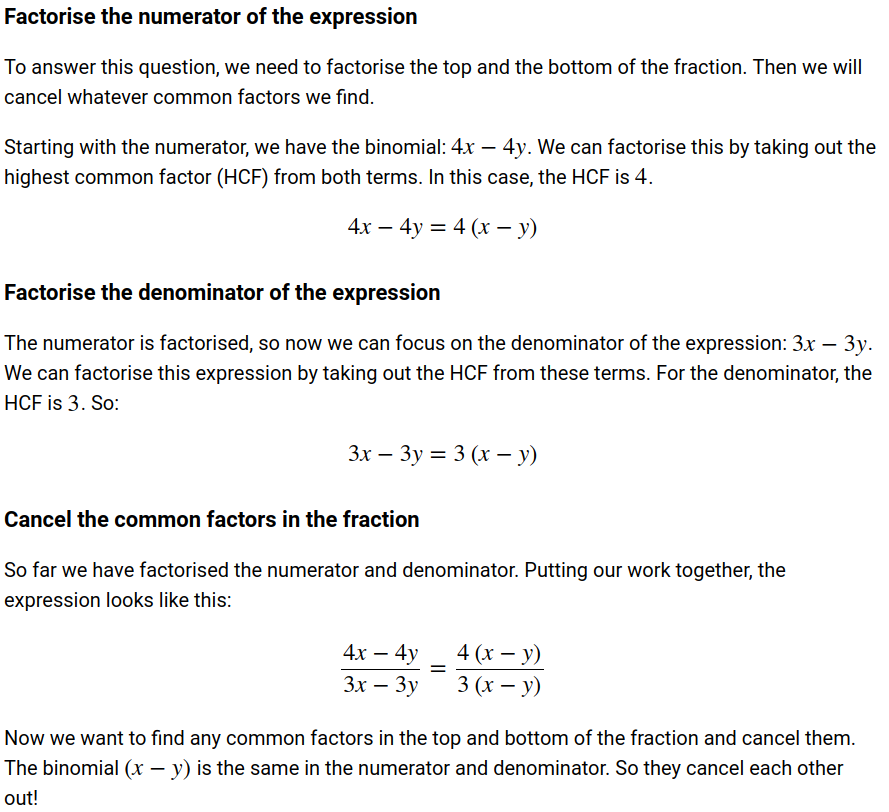 Factorise the numerator of the expression
To answer this question, we need to factorise the top and the bottom of the fraction. Then we will
cancel whatever common factors we find.
Starting with the numerator, we have the binomial: 4x − 4y. We can factorise this by taking out the
highest common factor (HCF) from both terms. In this case, the HCF is 4.
4x − 4y = 4 (x − y)
Factorise the denominator of the expression
The numerator is factorised, so now we can focus on the denominator of the expression: 3x − 3y.
We can factorise this expression by taking out the HCF from these terms. For the denominator, the
HCF is 3. So:
3x − 3y = 3 (x − y)
Cancel the common factors in the fraction
So far we have factorised the numerator and denominator. Putting our work together, the
expression looks like this:
4x − 4y / 3x − 3y = 4 (x − y) / 3 (x − y)
Now we want to find any common factors in the top and bottom of the fraction and cancel them.
The binomial (x − y) is the same in the numerator and denominator. So they cancel each other
out!